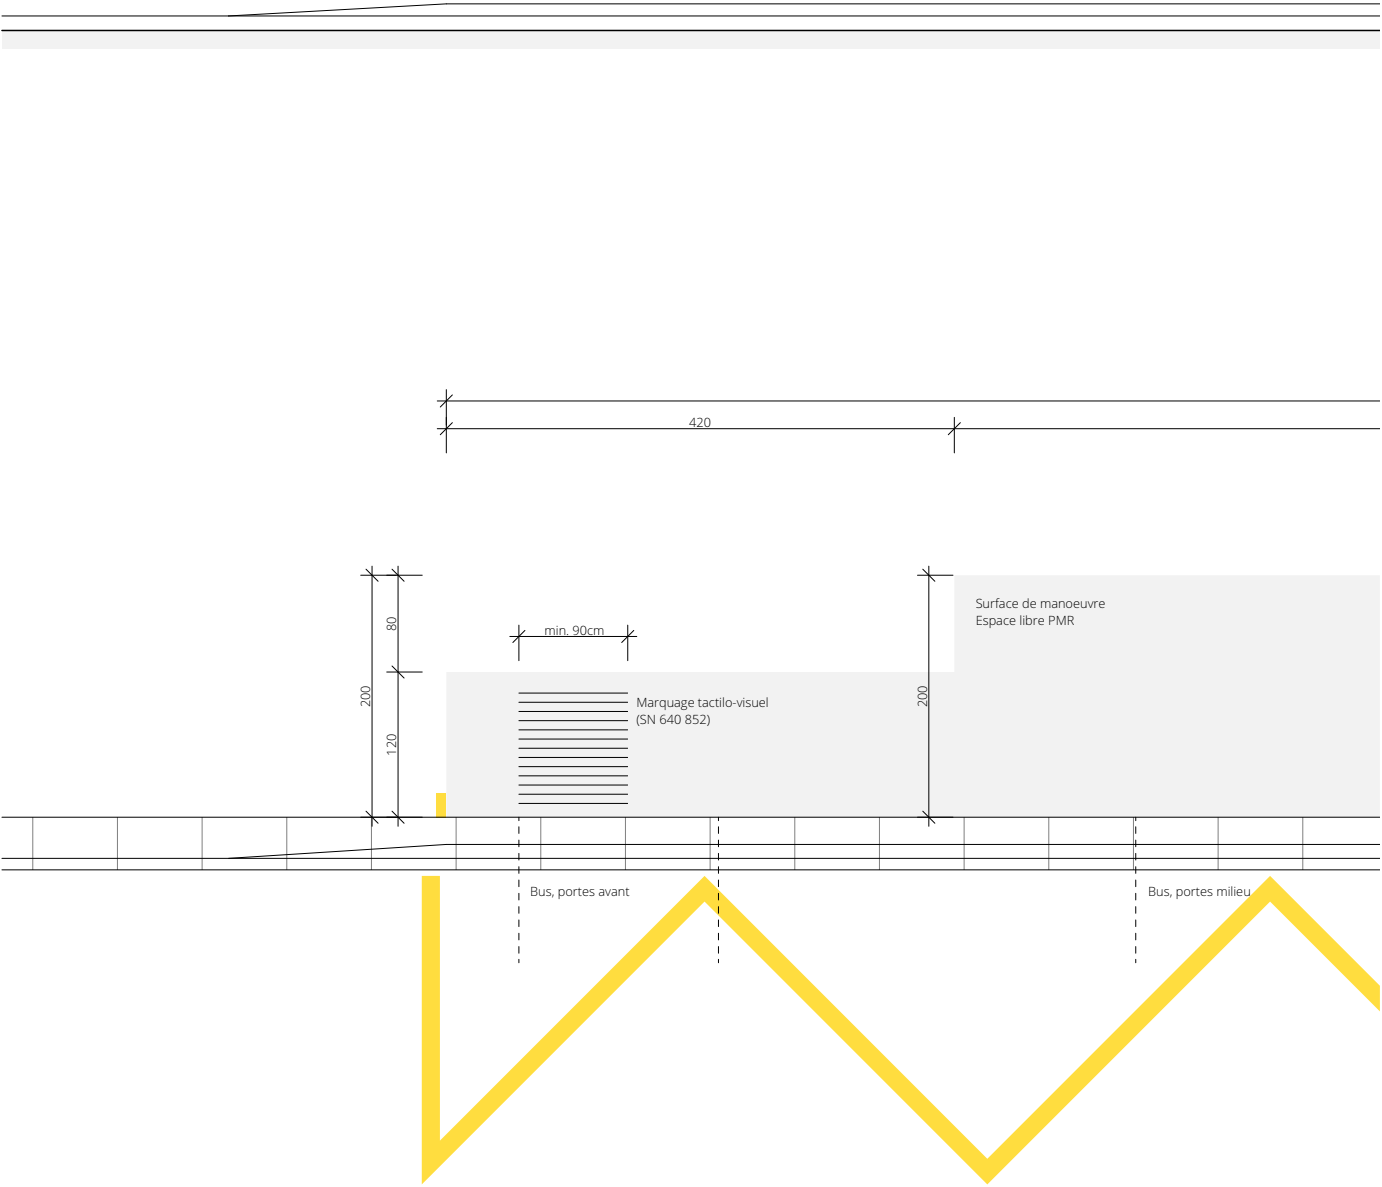 420
Surface de manoeuvre
Espace libre PMR
80
min. 90cm
200
200
Marquage tactilo-visuel
(SN 640 852)
120
Bus, portes avant
Bus, portes milieu